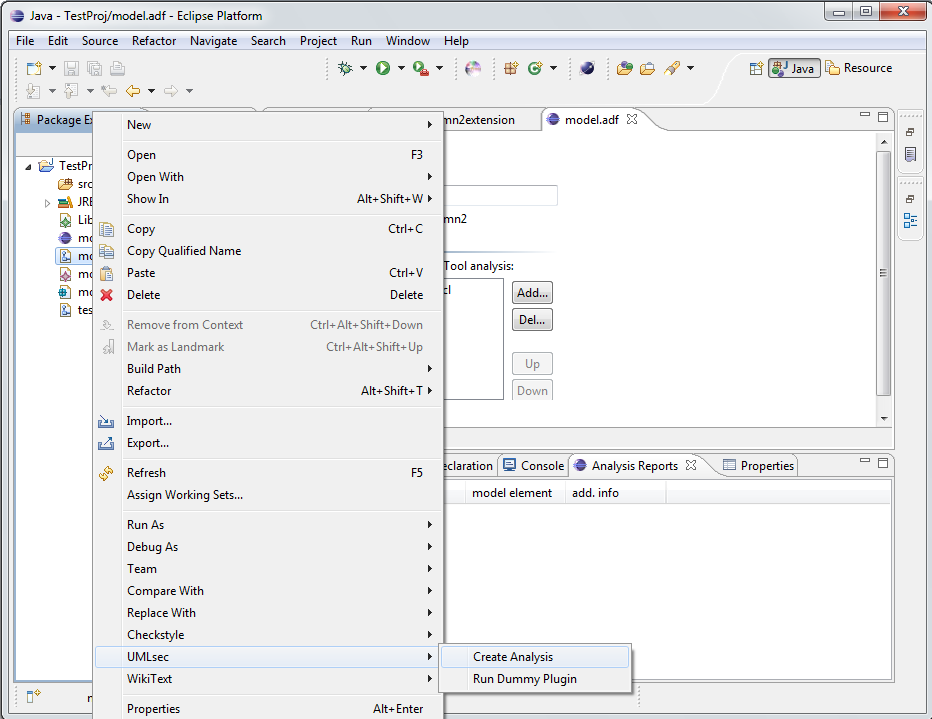 Java - TestProj/model.adf - Eclipse Platform
File Edit Source Refactor Navigate Search Project Run Window Help
Java Resource
Package Ex
mn2extension
model.adf
TestPr
src
JRE
Lib
mo
mo
mo
mo
tes
New
Open F3
Open With
Show In Alt+Shift+W
Copy Ctrl+C
Copy Qualified Name
Paste Ctrl+V
Delete Delete
Remove from Context Ctrl+Alt+Shift+Down
Mark as Landmark Ctrl+Alt+Shift+Up
Build Path
Refactor Alt+Shift+T
Import...
Export...
Refresh F5
Assign Working Sets...
Run As
Debug As
Team
Compare With
Replace With
Checkstyle
UMLsec
WikiText
Properties Alt+Enter
Create Analysis
Run Dummy Plugin
mn2
Tool analysis:
cl
Add...
Del...
Up
Down
eclaration Console Analysis Reports Properties
model element add. info